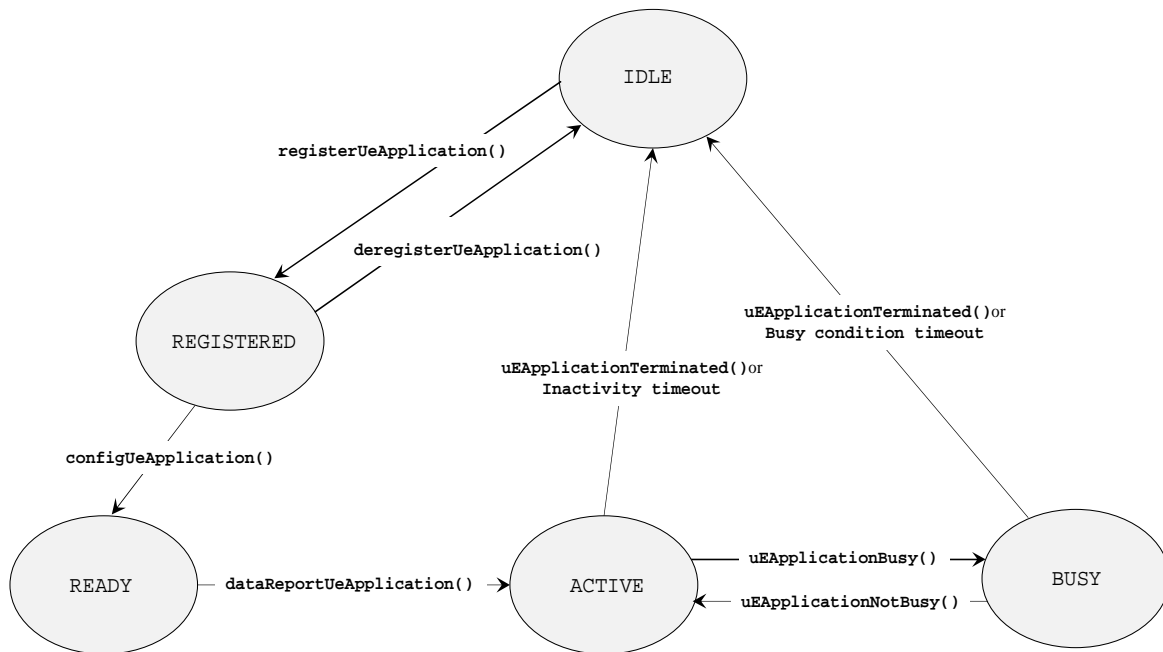 IDLE
registerUeApplication()
deregisterUeApplication()
uEApplicationTerminated()or
Busy condition timeout
REGISTERED
uEApplicationTerminated()or
Inactivity timeout
configUeApplication()
uEApplicationBusy()
READY
dataReportUeApplication()
ACTIVE
BUSY
uEApplicationNotBusy()